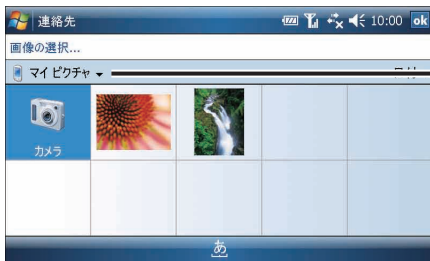 連絡先 10:00 ok
画像の選択...
マイ ピクチャ
カメラ
あ